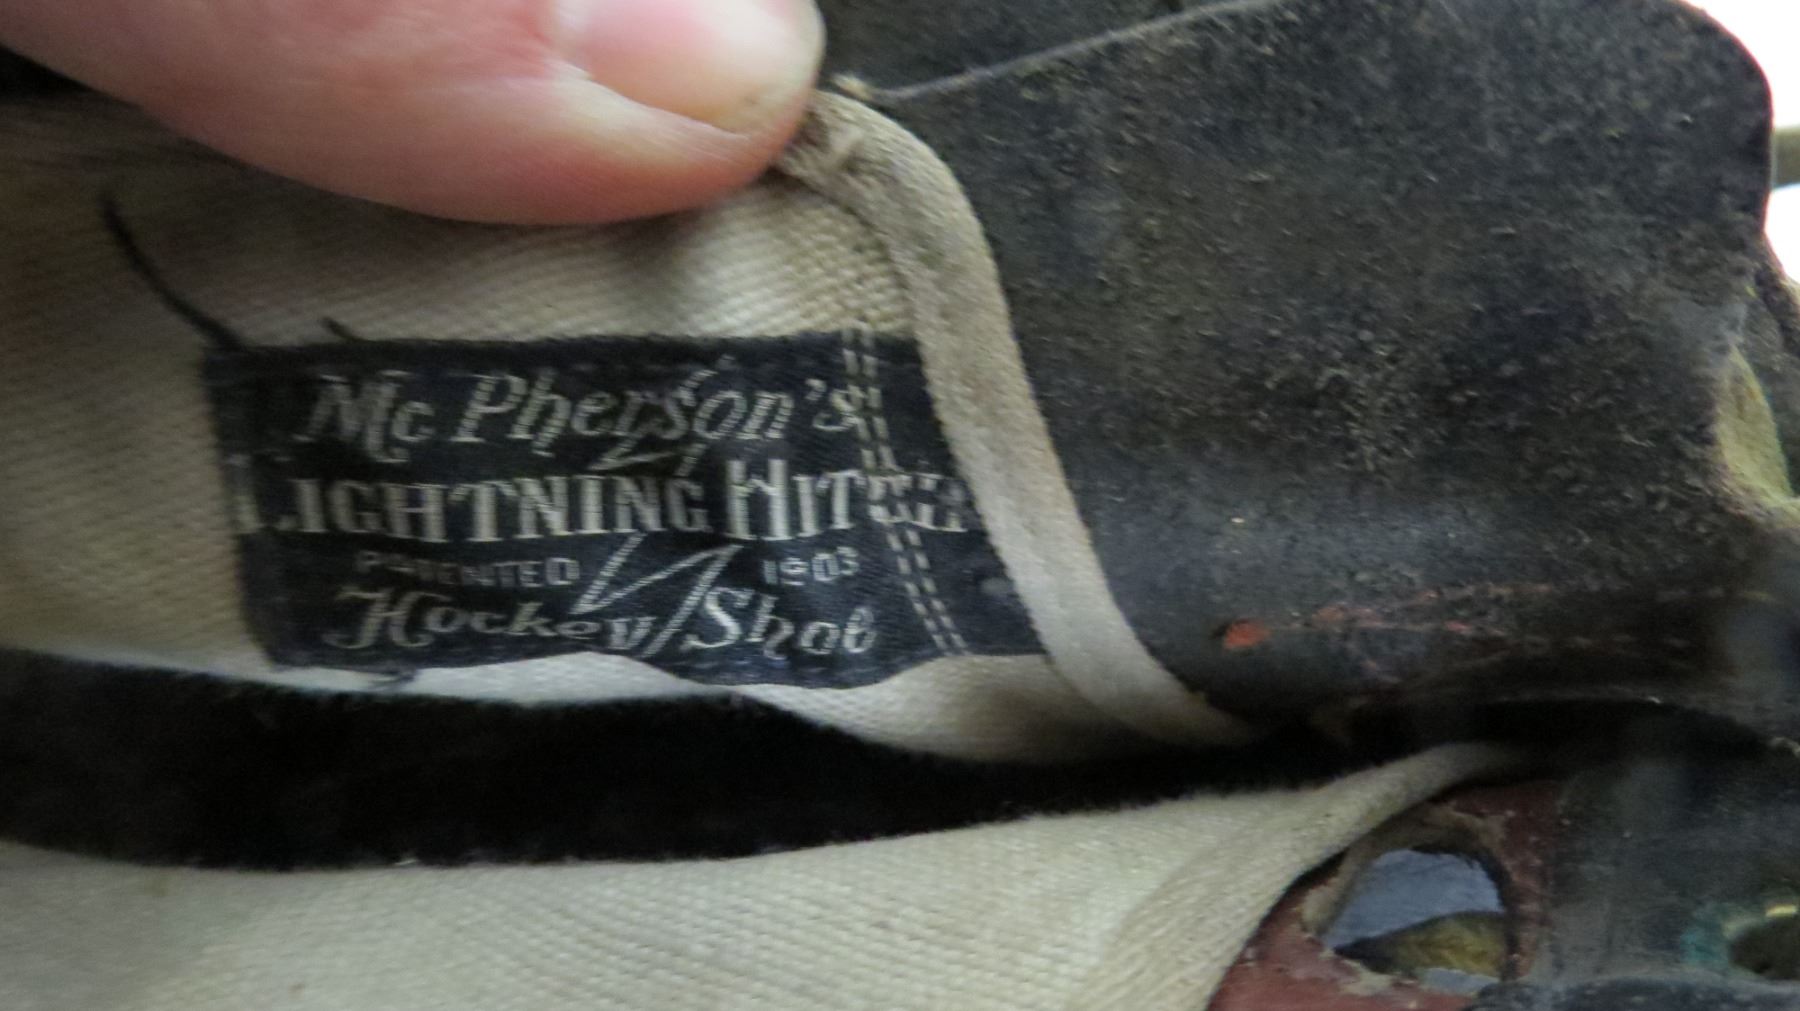 McPherson's
LIGHTNING HITCH
PATENTED 1903
Hockey Shoe